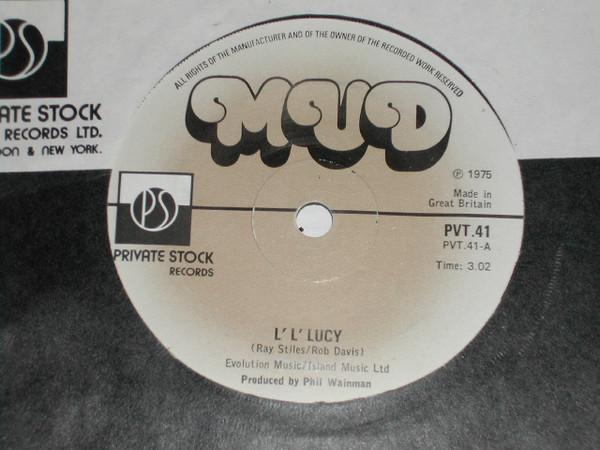 PS
VATE STOCK
RECORDS LTD.
DON & NEW YORK.
ALL RIGHTS OF THE MANUFACTURER AND OF THE OWNER OF THE RECORDED WORK RESERVED
MUD
℗ 1975
Made in
Great Britain
PS
PRIVATE STOCK
RECORDS
PVT.41
PVT.41-A
Time: 3.02
L' L' LUCY
(Ray Stiles/Rob Davis)
Evolution Music/Island Music Ltd
Produced by Phil Wainman